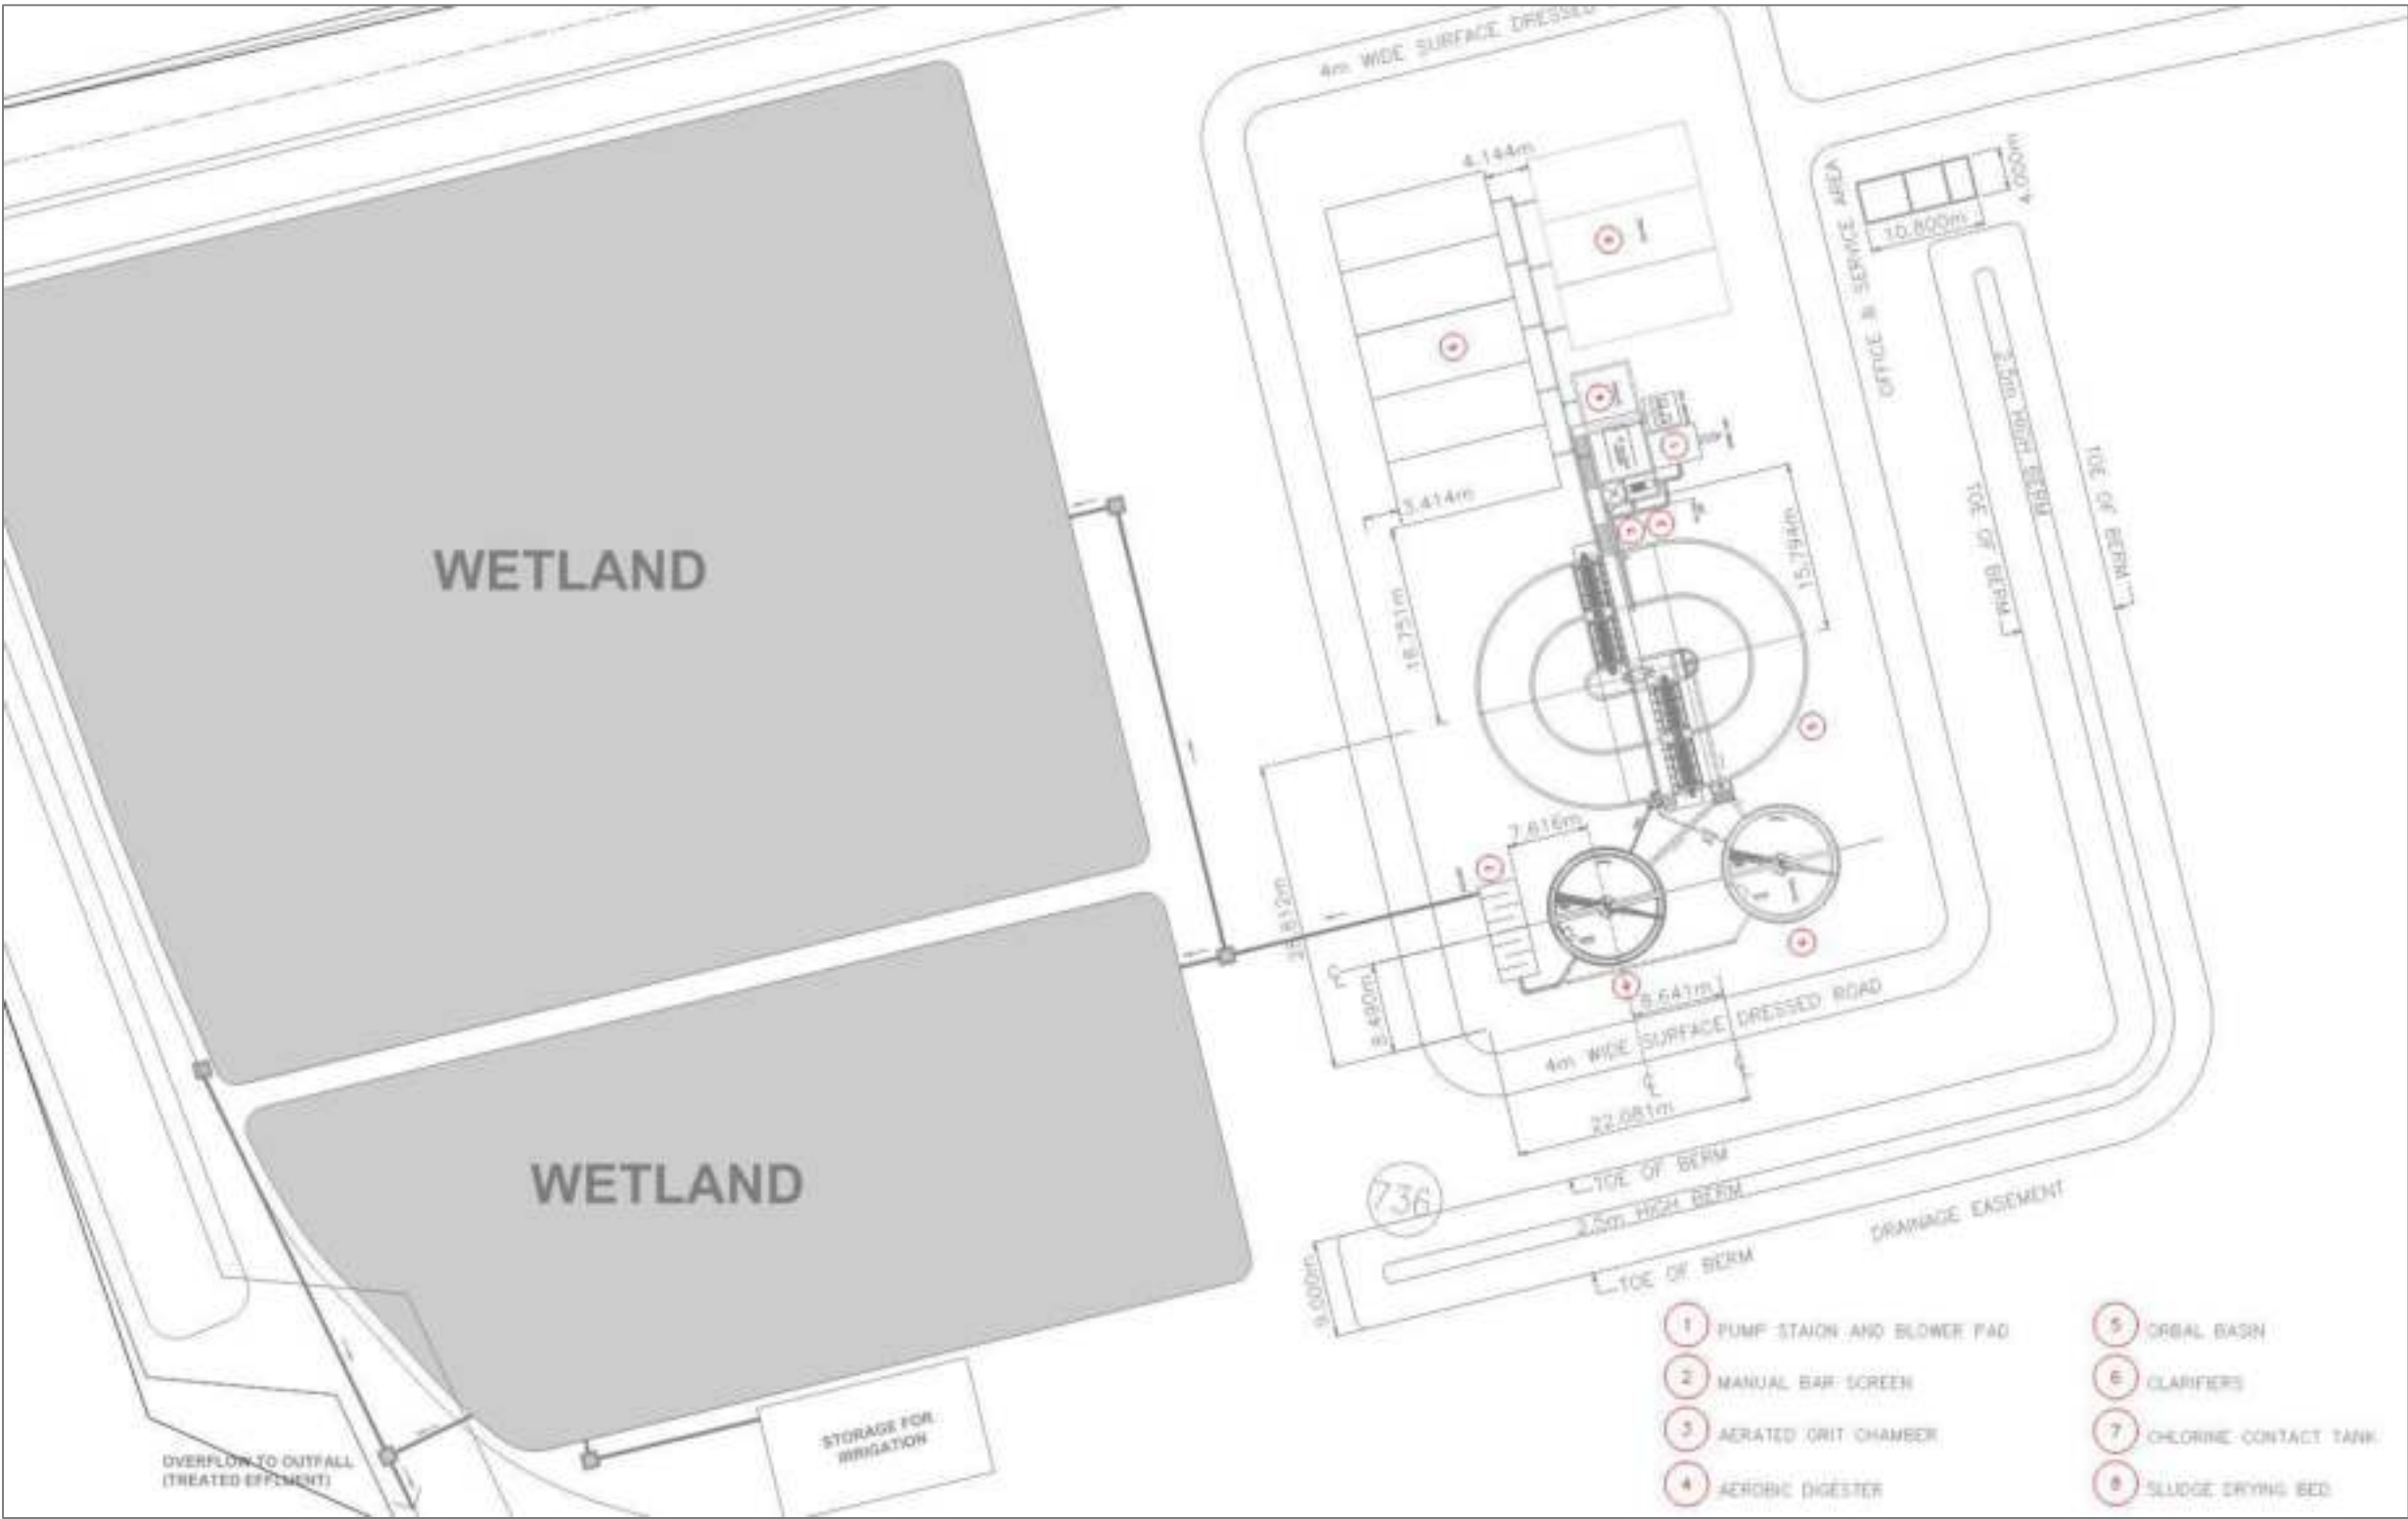 4m WIDE SURFACE DRESSED
4.144m
4.000m
10.800m
OFFICE & SERVICE AREA
2.5m HIGH BERM
TOE OF BERM
TOE OF BERM
WETLAND
3.414m
15.794m
18.751m
7.616m
8.490m
8.641m
4m WIDE SURFACE DRESSED ROAD
22.081m
WETLAND
736
TOE OF BERM
2.5m HIGH BERM
DRAINAGE EASEMENT
TOE OF BERM
9.000m
STORAGE FOR
IRRIGATION
OVERFLOW TO OUTFALL
(TREATED EFFLUENT)
1 PUMP STAION AND BLOWER PAD
2 MANUAL BAR SCREEN
3 AERATED GRIT CHAMBER
4 AEROBIC DIGESTER
5 ORBAL BASIN
6 CLARIFIERS
7 CHLORINE CONTACT TANK
8 SLUDGE DRYING BED